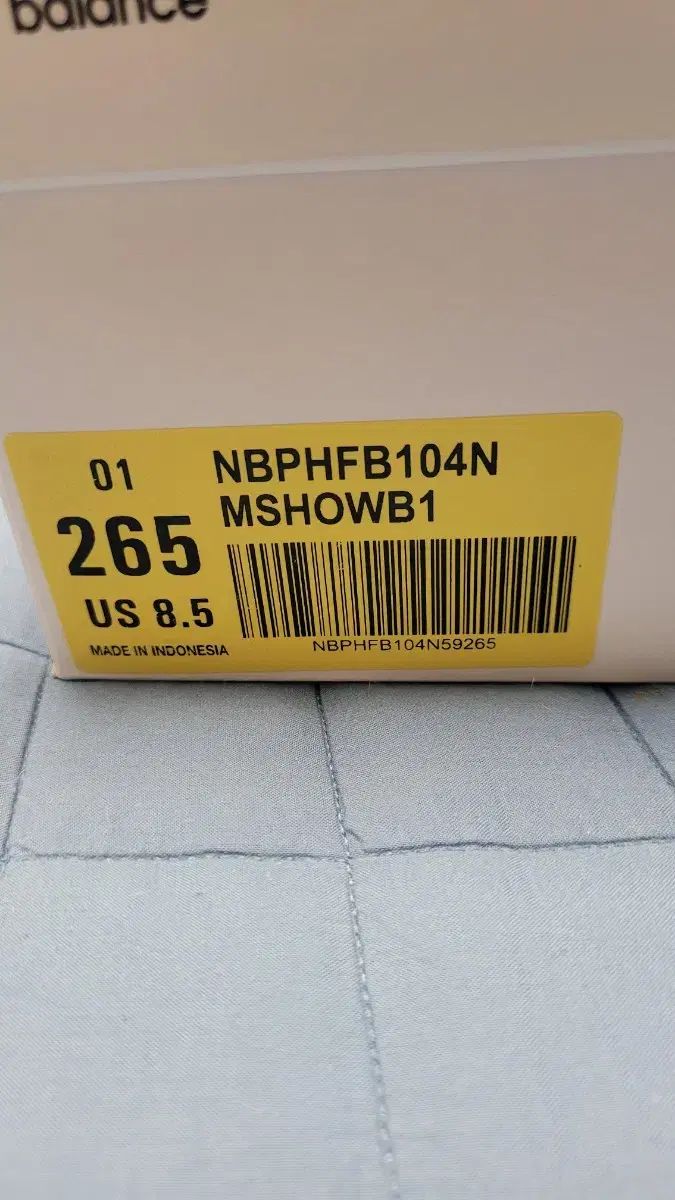 balance
01
NBPHFB104N
MSHOWB1
265
US 8.5
MADE IN INDONESIA
NBPHFB104N59265